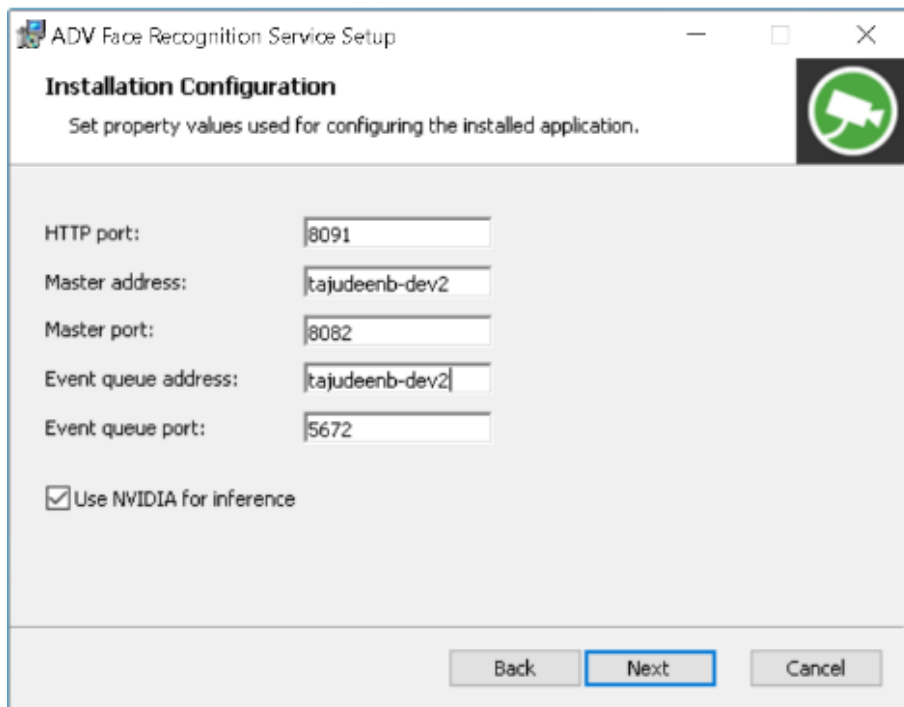 ADV Face Recognition Service Setup
Installation Configuration
Set property values used for configuring the installed application.
HTTP port: 8091
Master address: tajudeenb-dev2
Master port: 8082
Event queue address: tajudeenb-dev2
Event queue port: 5672
Use NVIDIA for inference
Back Next Cancel